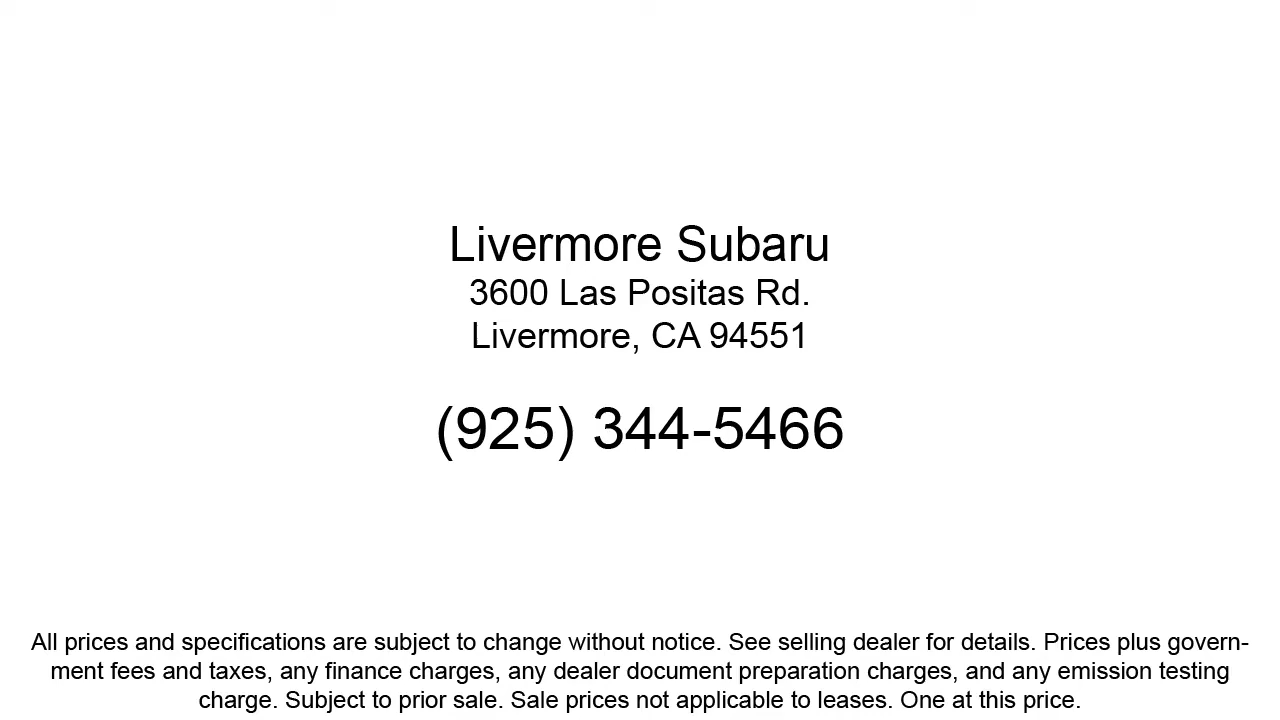 Livermore Subaru
3600 Las Positas Rd.
Livermore, CA 94551
(925) 344-5466
All prices and specifications are subject to change without notice. See selling dealer for details. Prices plus govern-
ment fees and taxes, any finance charges, any dealer document preparation charges, and any emission testing
charge. Subject to prior sale. Sale prices not applicable to leases. One at this price.